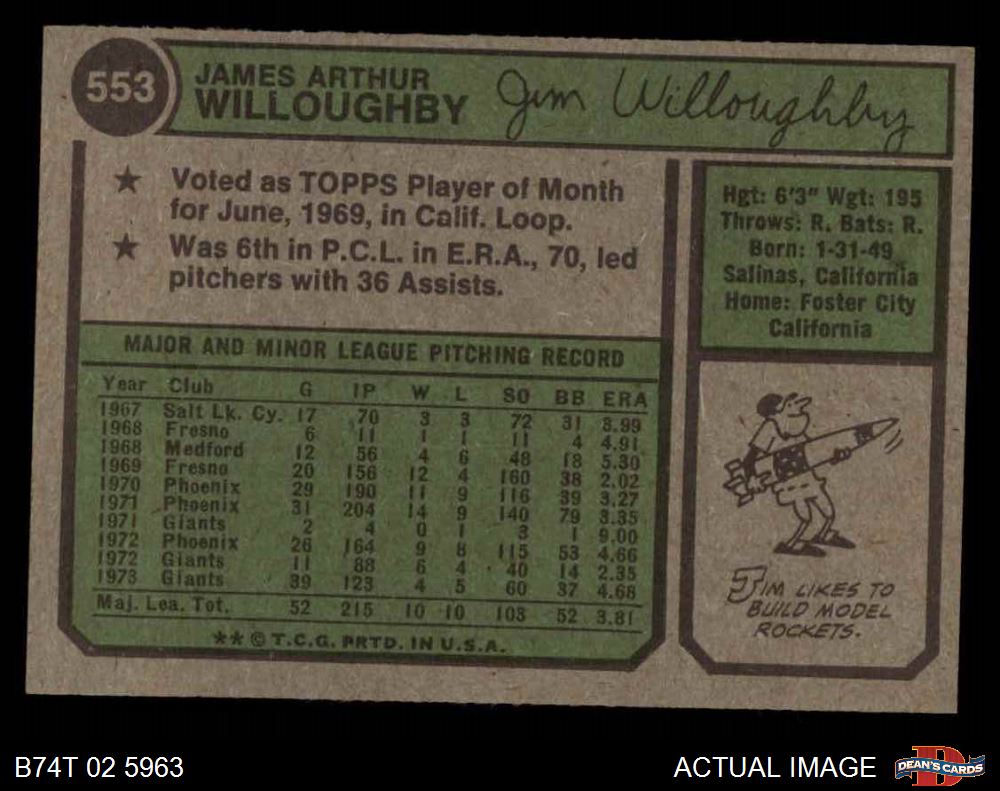 553
JAMES ARTHUR
WILLOUGHBY
Jim Willoughby
★ Voted as TOPPS Player of Month
for June, 1969, in Calif. Loop.
★ Was 6th in P.C.L. in E.R.A., 70, led
pitchers with 36 Assists.
Hgt: 6'3" Wgt: 195
Throws: R. Bats: R.
Born: 1-31-49
Salinas, California
Home: Foster City
California
MAJOR AND MINOR LEAGUE PITCHING RECORD
Year Club G IP W L SO BB ERA
1967 Salt Lk. Cy. 17 70 3 3 72 31 3.99
1968 Fresno 6 11 1 1 11 4 4.91
1968 Medford 12 56 4 6 48 18 5.30
1969 Fresno 20 156 12 4 160 38 2.02
1970 Phoenix 29 190 11 9 116 39 3.27
1971 Phoenix 31 204 14 9 140 79 3.35
1971 Giants 2 4 0 1 3 1 9.00
1972 Phoenix 26 164 9 8 115 53 4.66
1972 Giants 11 88 6 4 40 14 2.35
1973 Giants 39 123 4 5 60 37 4.68
Maj. Lea. Tot. 52 215 10 10 103 52 3.81
** © T.C.G. PRTD. IN U.S.A.
JIM LIKES TO
BUILD MODEL
ROCKETS.
B74T 02 5963
ACTUAL IMAGE
DEAN'S CARDS